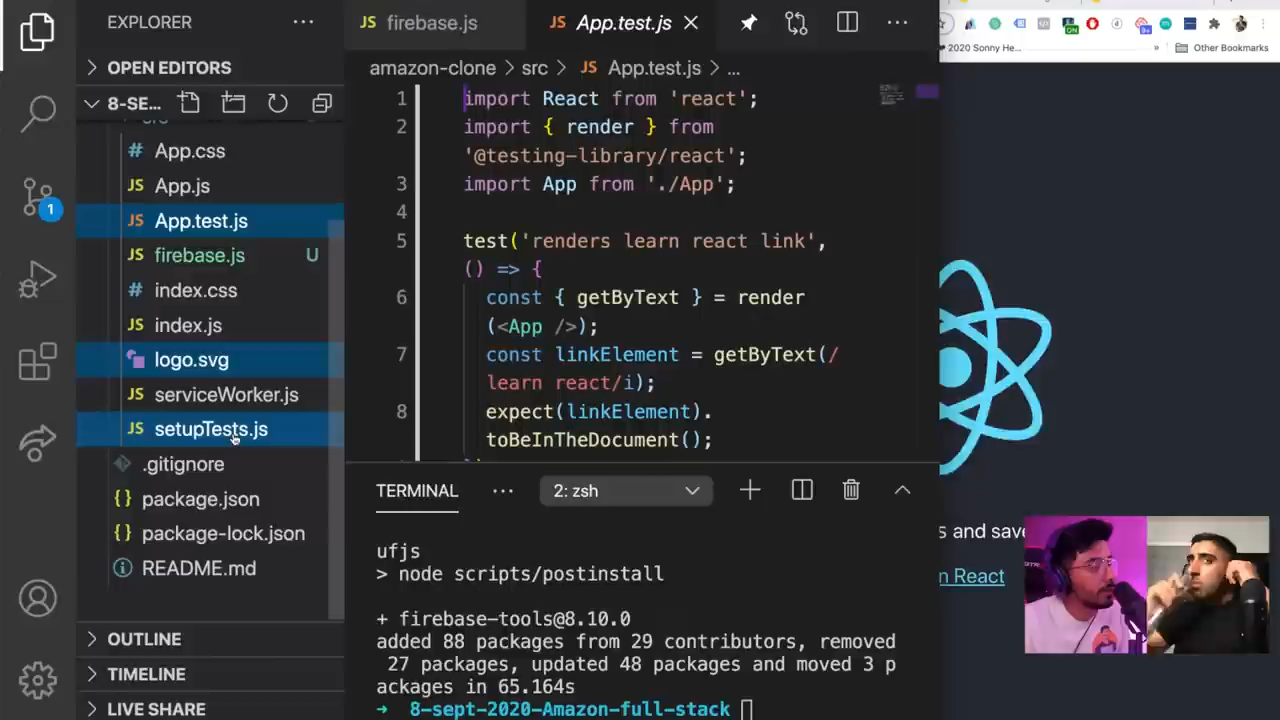 EXPLORER
OPEN EDITORS
8-SE...
App.css
App.js
App.test.js
firebase.js U
index.css
index.js
logo.svg
serviceWorker.js
setupTests.js
.gitignore
package.json
package-lock.json
README.md
OUTLINE
TIMELINE
LIVE SHARE
1
JS firebase.js
JS App.test.js
amazon-clone > src > JS App.test.js > ...
1 import React from 'react';
2 import { render } from
'@testing-library/react';
3 import App from './App';
4
5 test('renders learn react link',
() => {
6 const { getByText } = render
(<App />);
7 const linkElement = getByText(/
learn react/i);
8 expect(linkElement).
toBeInTheDocument();
TERMINAL
2: zsh
ufjs
> node scripts/postinstall
+ firebase-tools@8.10.0
added 88 packages from 29 contributors, removed
27 packages, updated 48 packages and moved 3 p
ackages in 65.164s
➜ 8-sept-2020-Amazon-full-stack
2020 Sonny He...
»
Other Bookmarks
s and save
n React